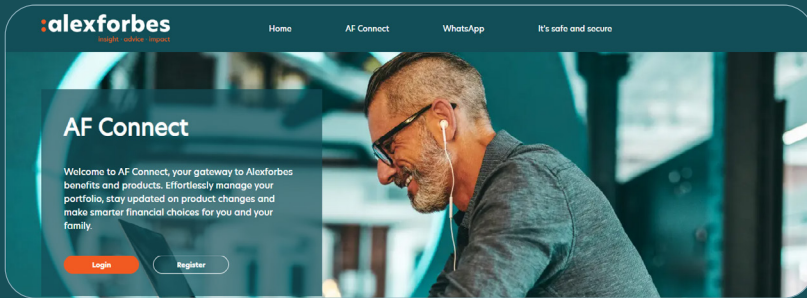 :alexforbes
insight · advice · impact
Home AF Connect WhatsApp It's safe and secure
AF Connect
Welcome to AF Connect, your gateway to Alexforbes
benefits and products. Effortlessly manage your
portfolio, stay updated on product changes and
make smarter financial choices for you and your
family.
Login Register